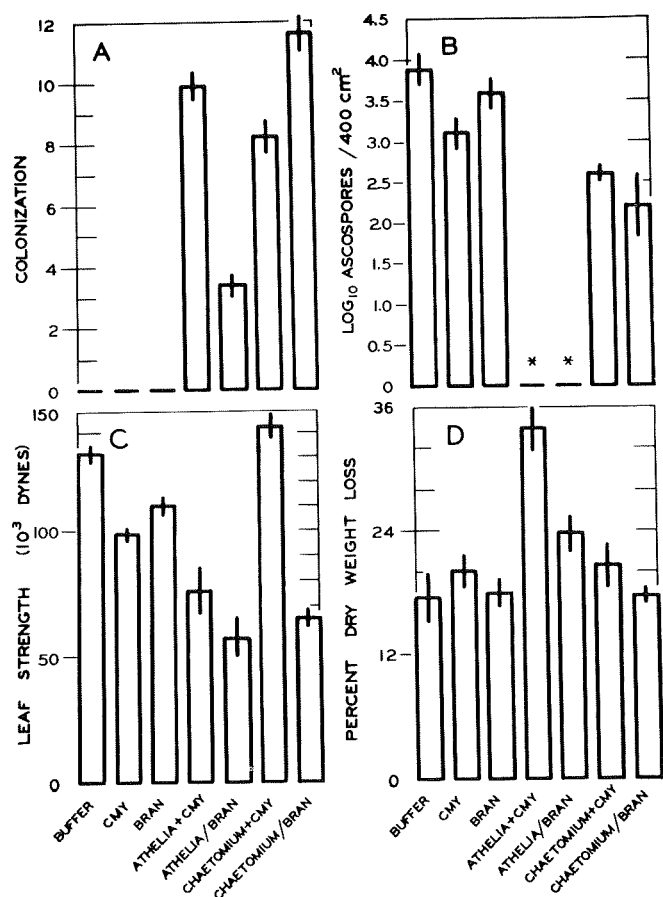 A
COLONIZATION
12
10
8
6
4
2
0
B
LOG10 ASCOSPORES / 400 cm²
4.5
4.0
3.5
3.0
2.5
2.0
1.5
0.5
0
* *
C
LEAF STRENGTH (10³ DYNES)
150
100
50
0
BUFFER
CMY
BRAN
ATHELIA+CMY
ATHELIA/BRAN
CHAETOMIUM+CMY
CHAETOMIUM/BRAN
D
PERCENT DRY WEIGHT LOSS
36
24
12
0
BUFFER
CMY
BRAN
ATHELIA+CMY
ATHELIA/BRAN
CHAETOMIUM+CMY
CHAETOMIUM/BRAN